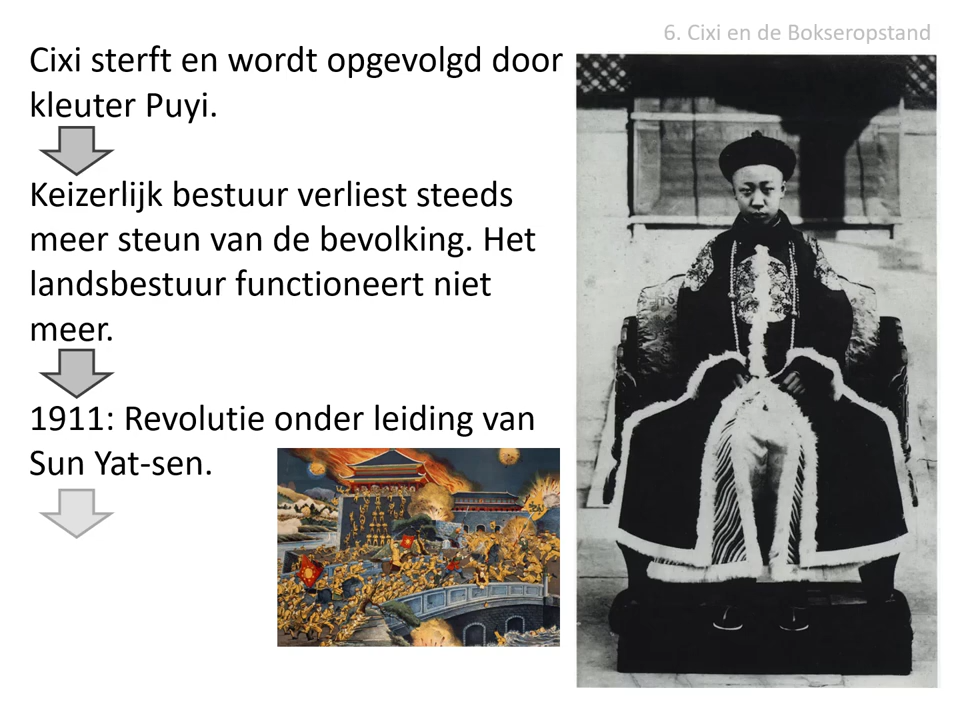 6. Cixi en de Bokseropstand
Cixi sterft en wordt opgevolgd door
kleuter Puyi.
Keizerlijk bestuur verliest steeds
meer steun van de bevolking. Het
landsbestuur functioneert niet
meer.
1911: Revolutie onder leiding van
Sun Yat-sen.